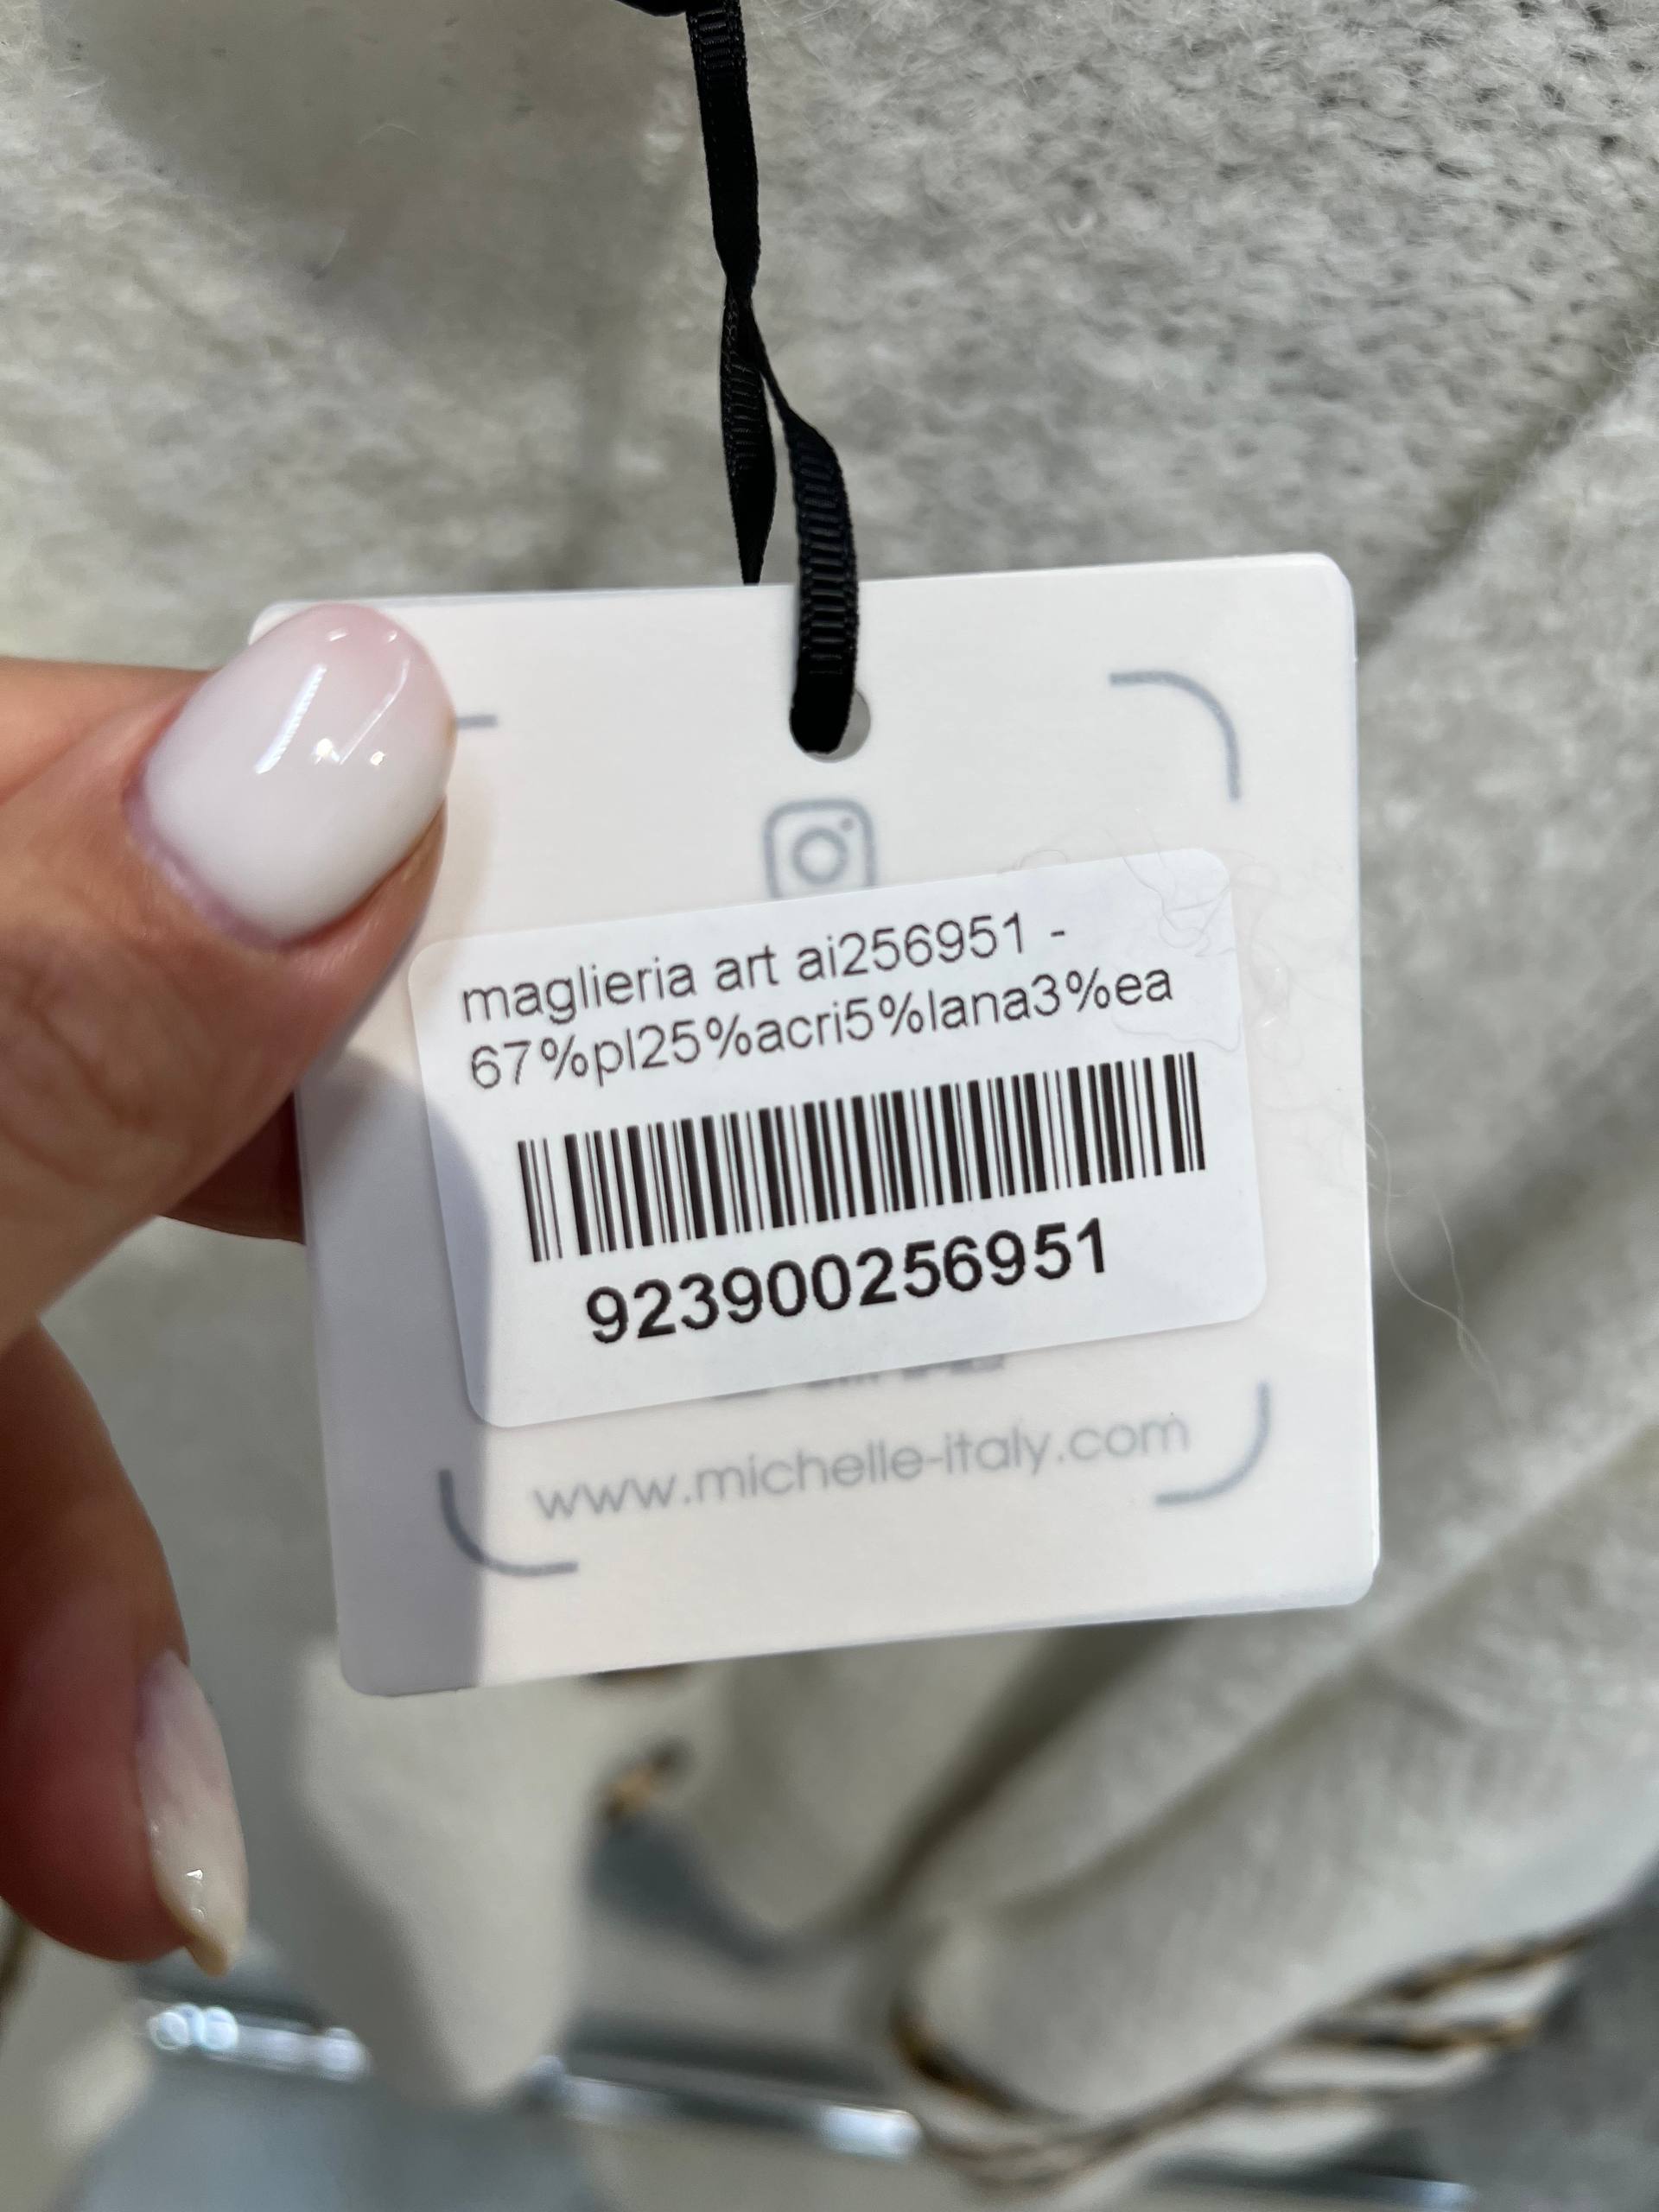 maglieria art ai256951 -
67%pl25%acri5%lana3%ea
923900256951
www.michelle-italy.com